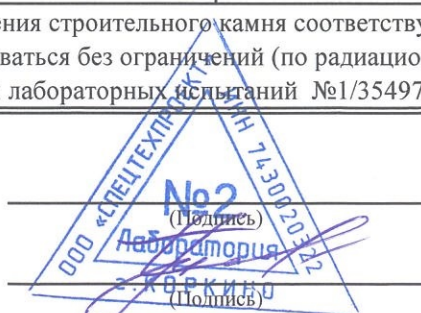 ения строительного камня соответству
ваться без ограничений (по радиацио
лабораторных испытаний №1/35497
ООО «СПЕЦТЕХПРОЕКТ» ИНН 7430020322
№2
(Подпись)
Лаборатория
г. КОРКИНО
(Подпись)